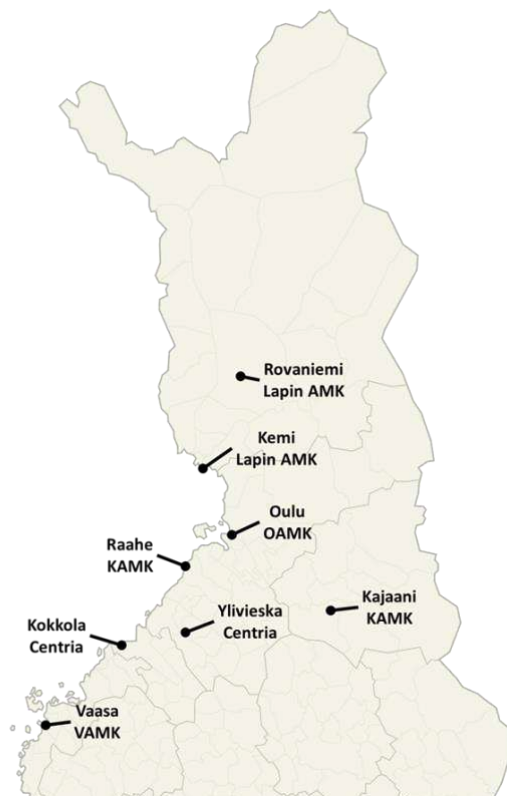 Rovaniemi
Lapin AMK
Kemi
Lapin AMK
Oulu
OAMK
Raahe
KAMK
Kajaani
KAMK
Ylivieska
Centria
Kokkola
Centria
Vaasa
VAMK